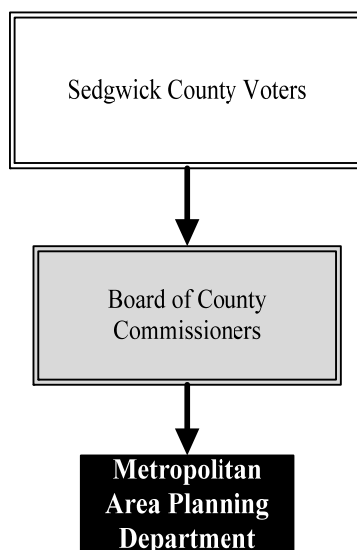 Sedgwick County Voters
Board of County
Commissioners
Metropolitan
Area Planning
Department